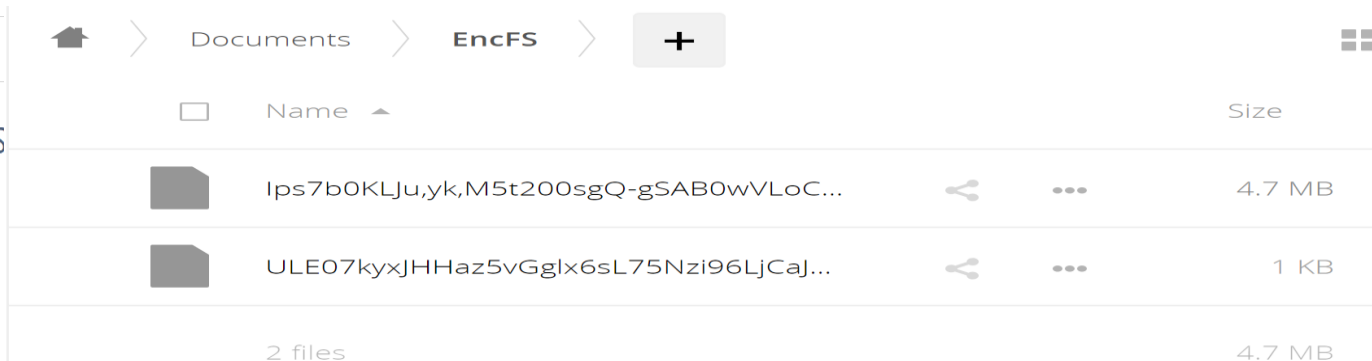 Documents EncFS +
Name Size
Ips7b0KLJu,yk,M5t200sgQ-gSAB0wVLoC... 4.7 MB
ULE07kyxJHHaz5vGglx6sL75Nzi96LjCaJ... 1 KB
2 files 4.7 MB